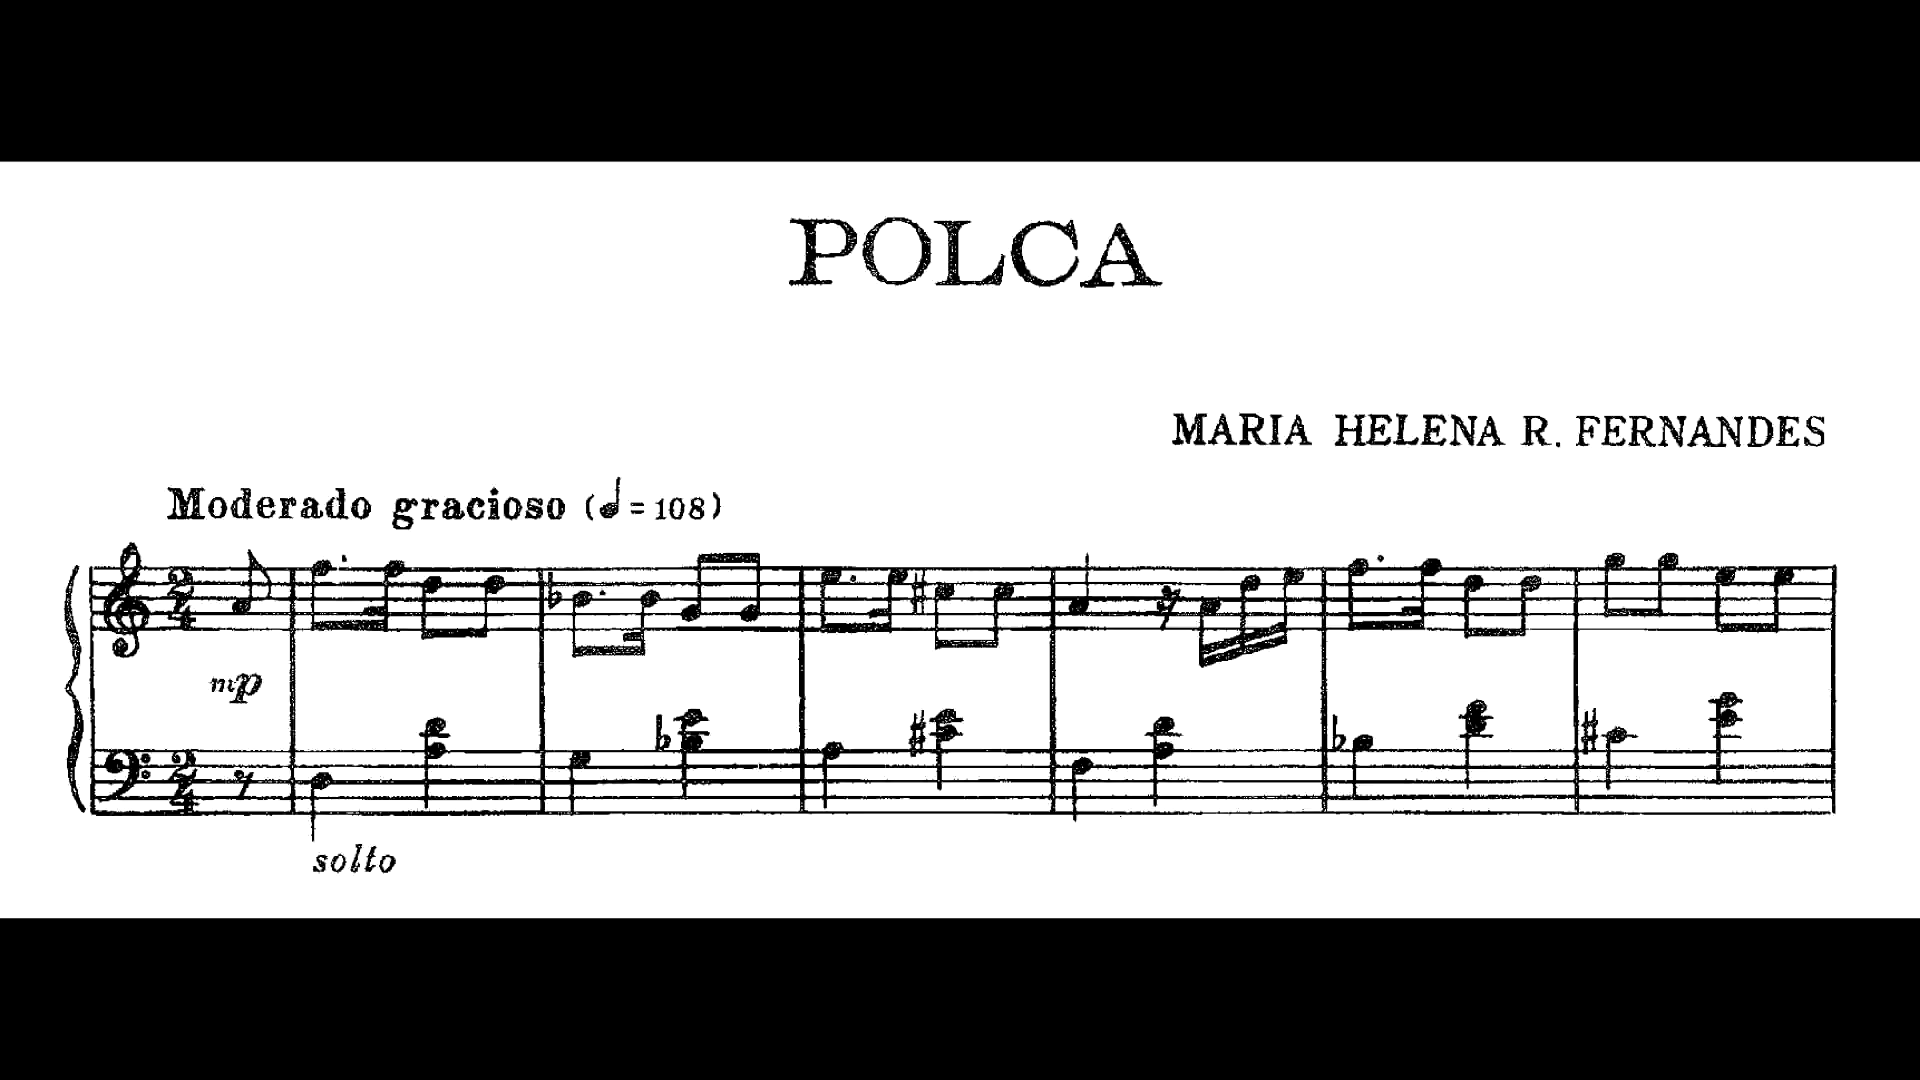 POLCA
MARIA HELENA R. FERNANDES
Moderado gracioso (♩ = 108)
mp
solto